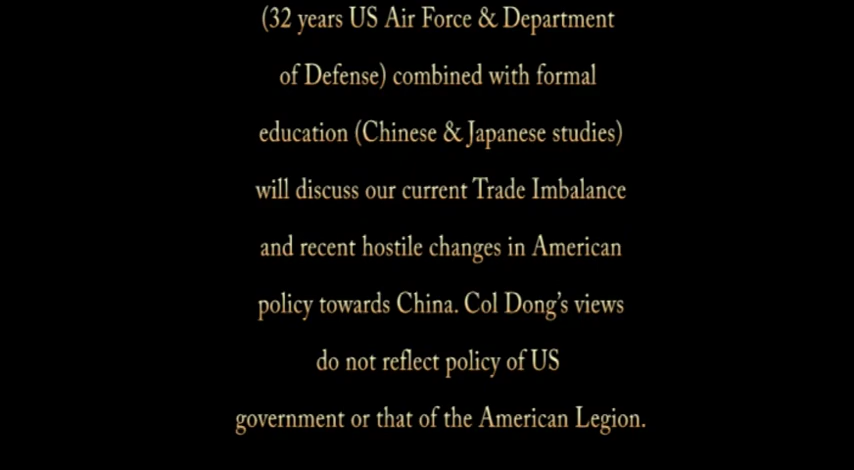 (32 years US Air Force & Department
of Defense) combined with formal
education (Chinese & Japanese studies)
will discuss our current Trade Imbalance
and recent hostile changes in American
policy towards China. Col Dong's views
do not reflect policy of US
government or that of the American Legion.